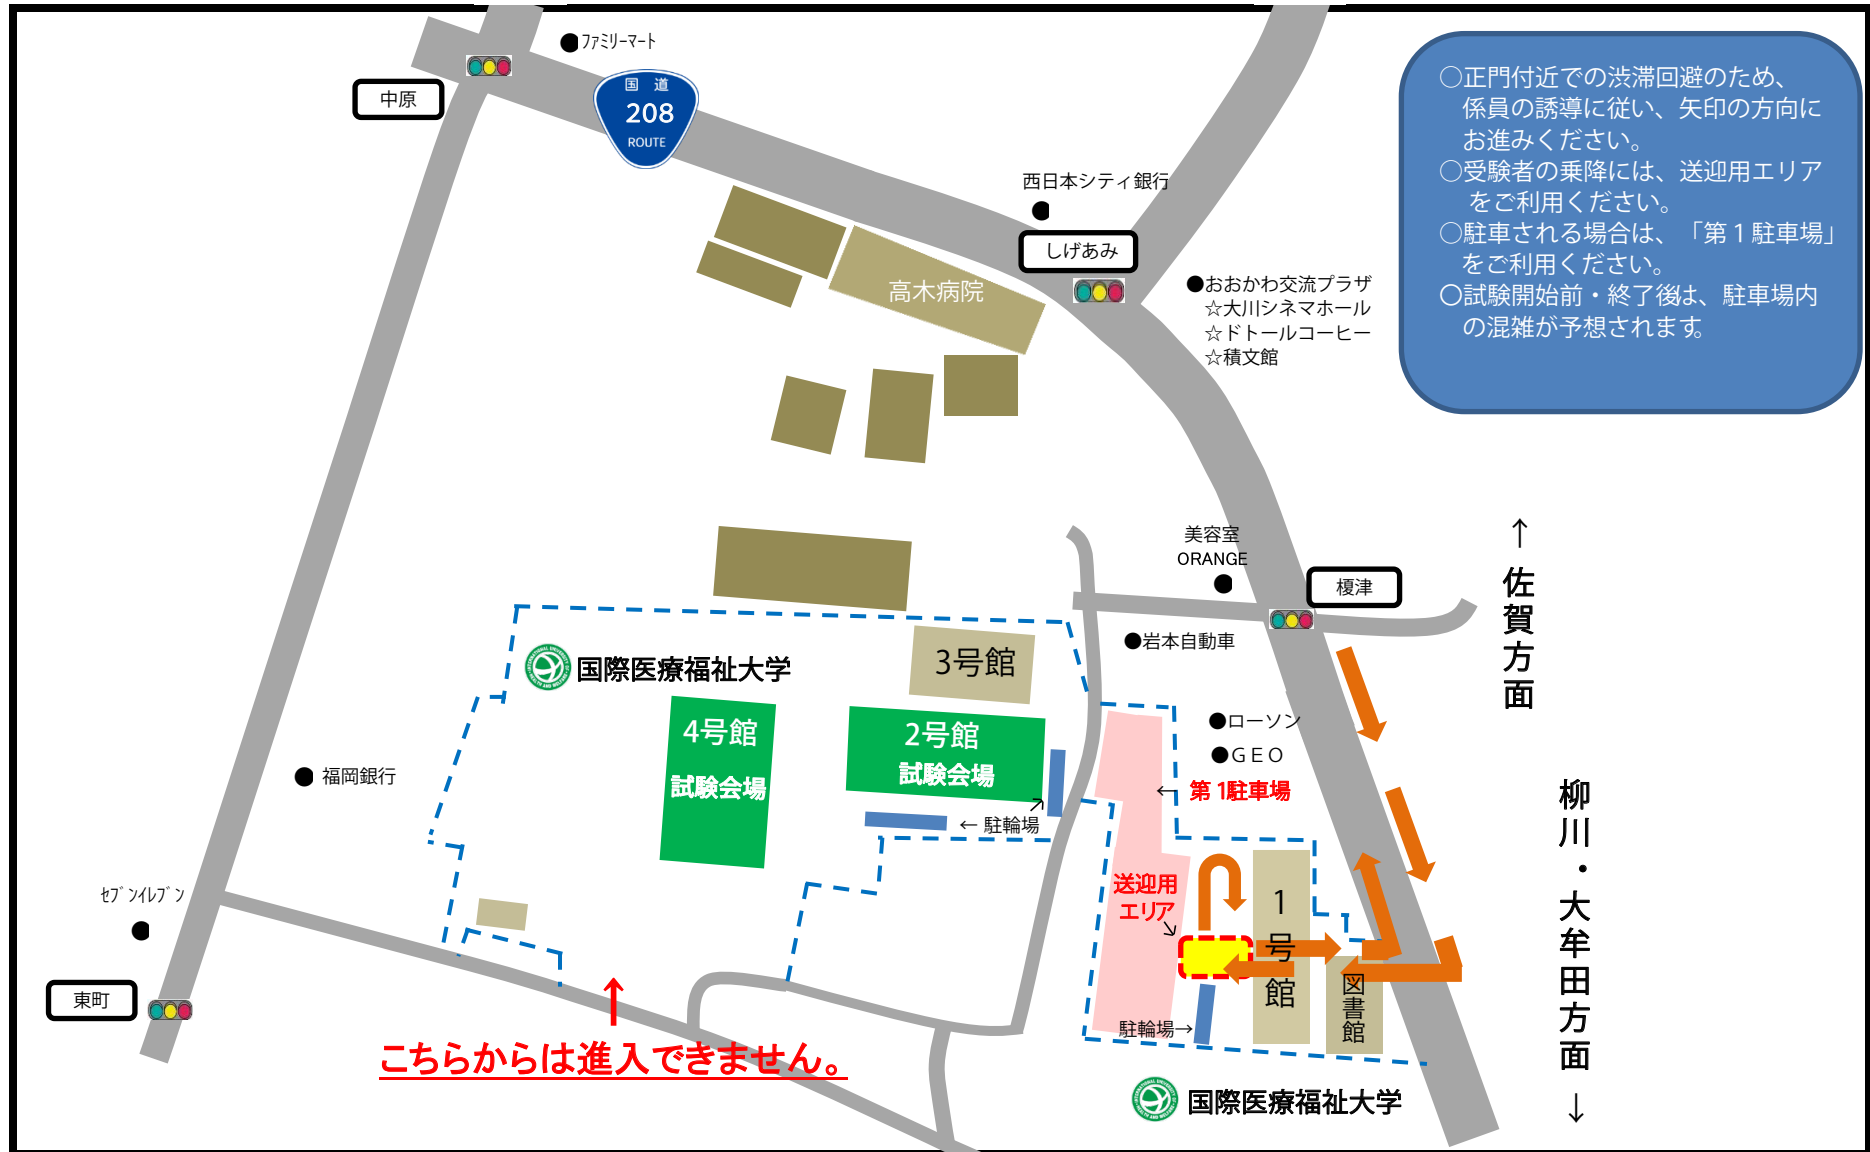 ●ファミリーマート
中原
国 道
208
ROUTE
○正門付近での渋滞回避のため、
係員の誘導に従い、矢印の方向に
お進みください。
○受験者の乗降には、送迎用エリア
をご利用ください。
○駐車される場合は、「第1駐車場」
をご利用ください。
○試験開始前・終了後は、駐車場内
の混雑が予想されます。
西日本シティ銀行
●
しげあみ
高木病院
●おおかわ交流プラザ
☆大川シネマホール
☆ドトールコーヒー
☆積文館
美容室
ORANGE
●
榎津
↑佐賀方面
●岩本自動車
3号館
国際医療福祉大学
4号館
試験会場
2号館
試験会場
●ローソン
●GEO
← 第1駐車場
● 福岡銀行
← 駐輪場
柳川・大牟田方面↓
送迎用
エリア
1号館
図書館
セブンイレブン
●
東町
駐輪場→
こちらからは進入できません。
国際医療福祉大学